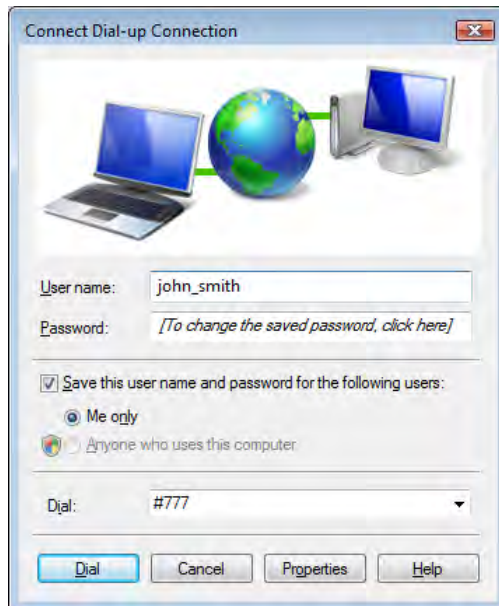 Connect Dial-up Connection
User name: john_smith
Password: [To change the saved password, click here]
Save this user name and password for the following users:
Me only
Anyone who uses this computer
Dial: #777
Dial Cancel Properties Help